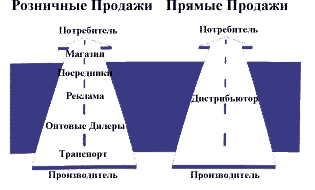 Розничные Продажи
Потребитель
Магазин
Посредники
Реклама
Оптовые Дилеры
Транспорт
Производитель
Прямые Продажи
Потребитель
Дистрибьютор
Производитель